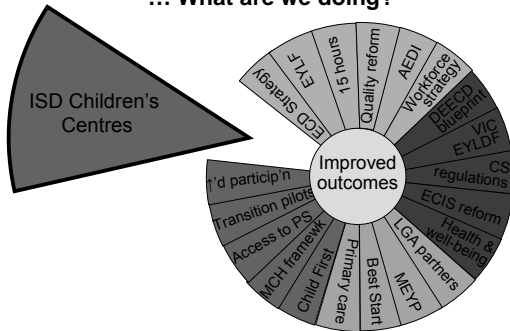 ... What are we doing?
ISD Children's
Centres
ECD Strategy
EYLF
15 hours
Quality reform
AEDI
Workforce
strategy
DEECD
blueprint
VIC
EYLDF
CS
regulations
ECIS reform
Health &
well-being
LGA partners
MEYP
Best Start
Primary care
Child First
MCH framewk
Access to PS
Transition pilots
↑'d particip'n
Improved
outcomes